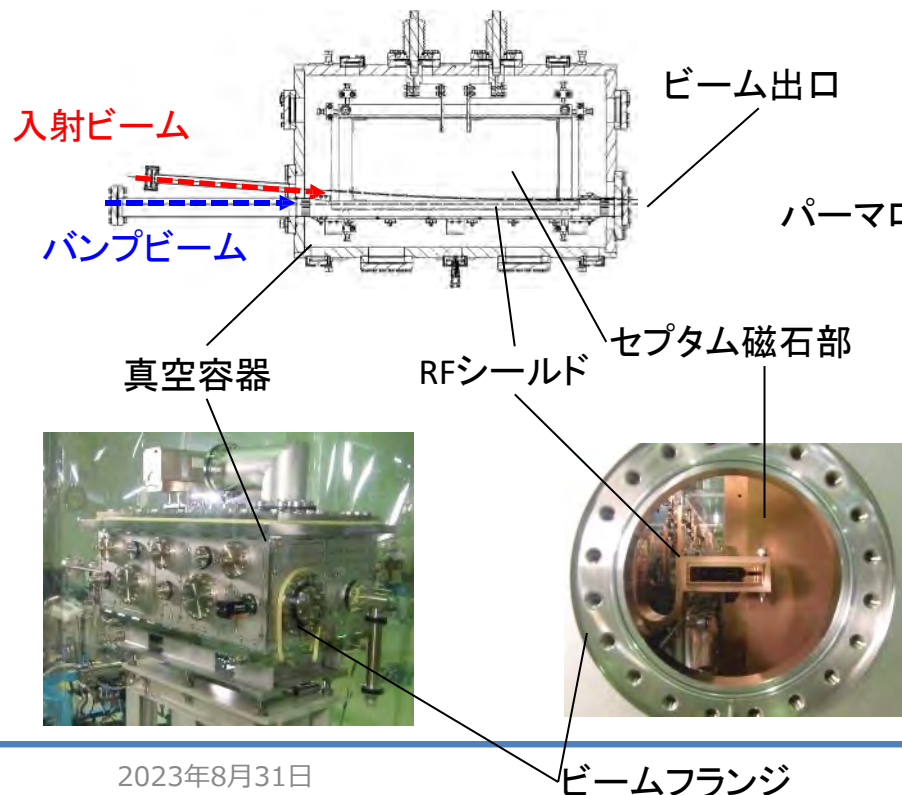 ビーム出口
入射ビーム
パーマロ
バンプビーム
セプタム磁石部
真空容器
RFシールド
2023年8月31日
ビームフランジ